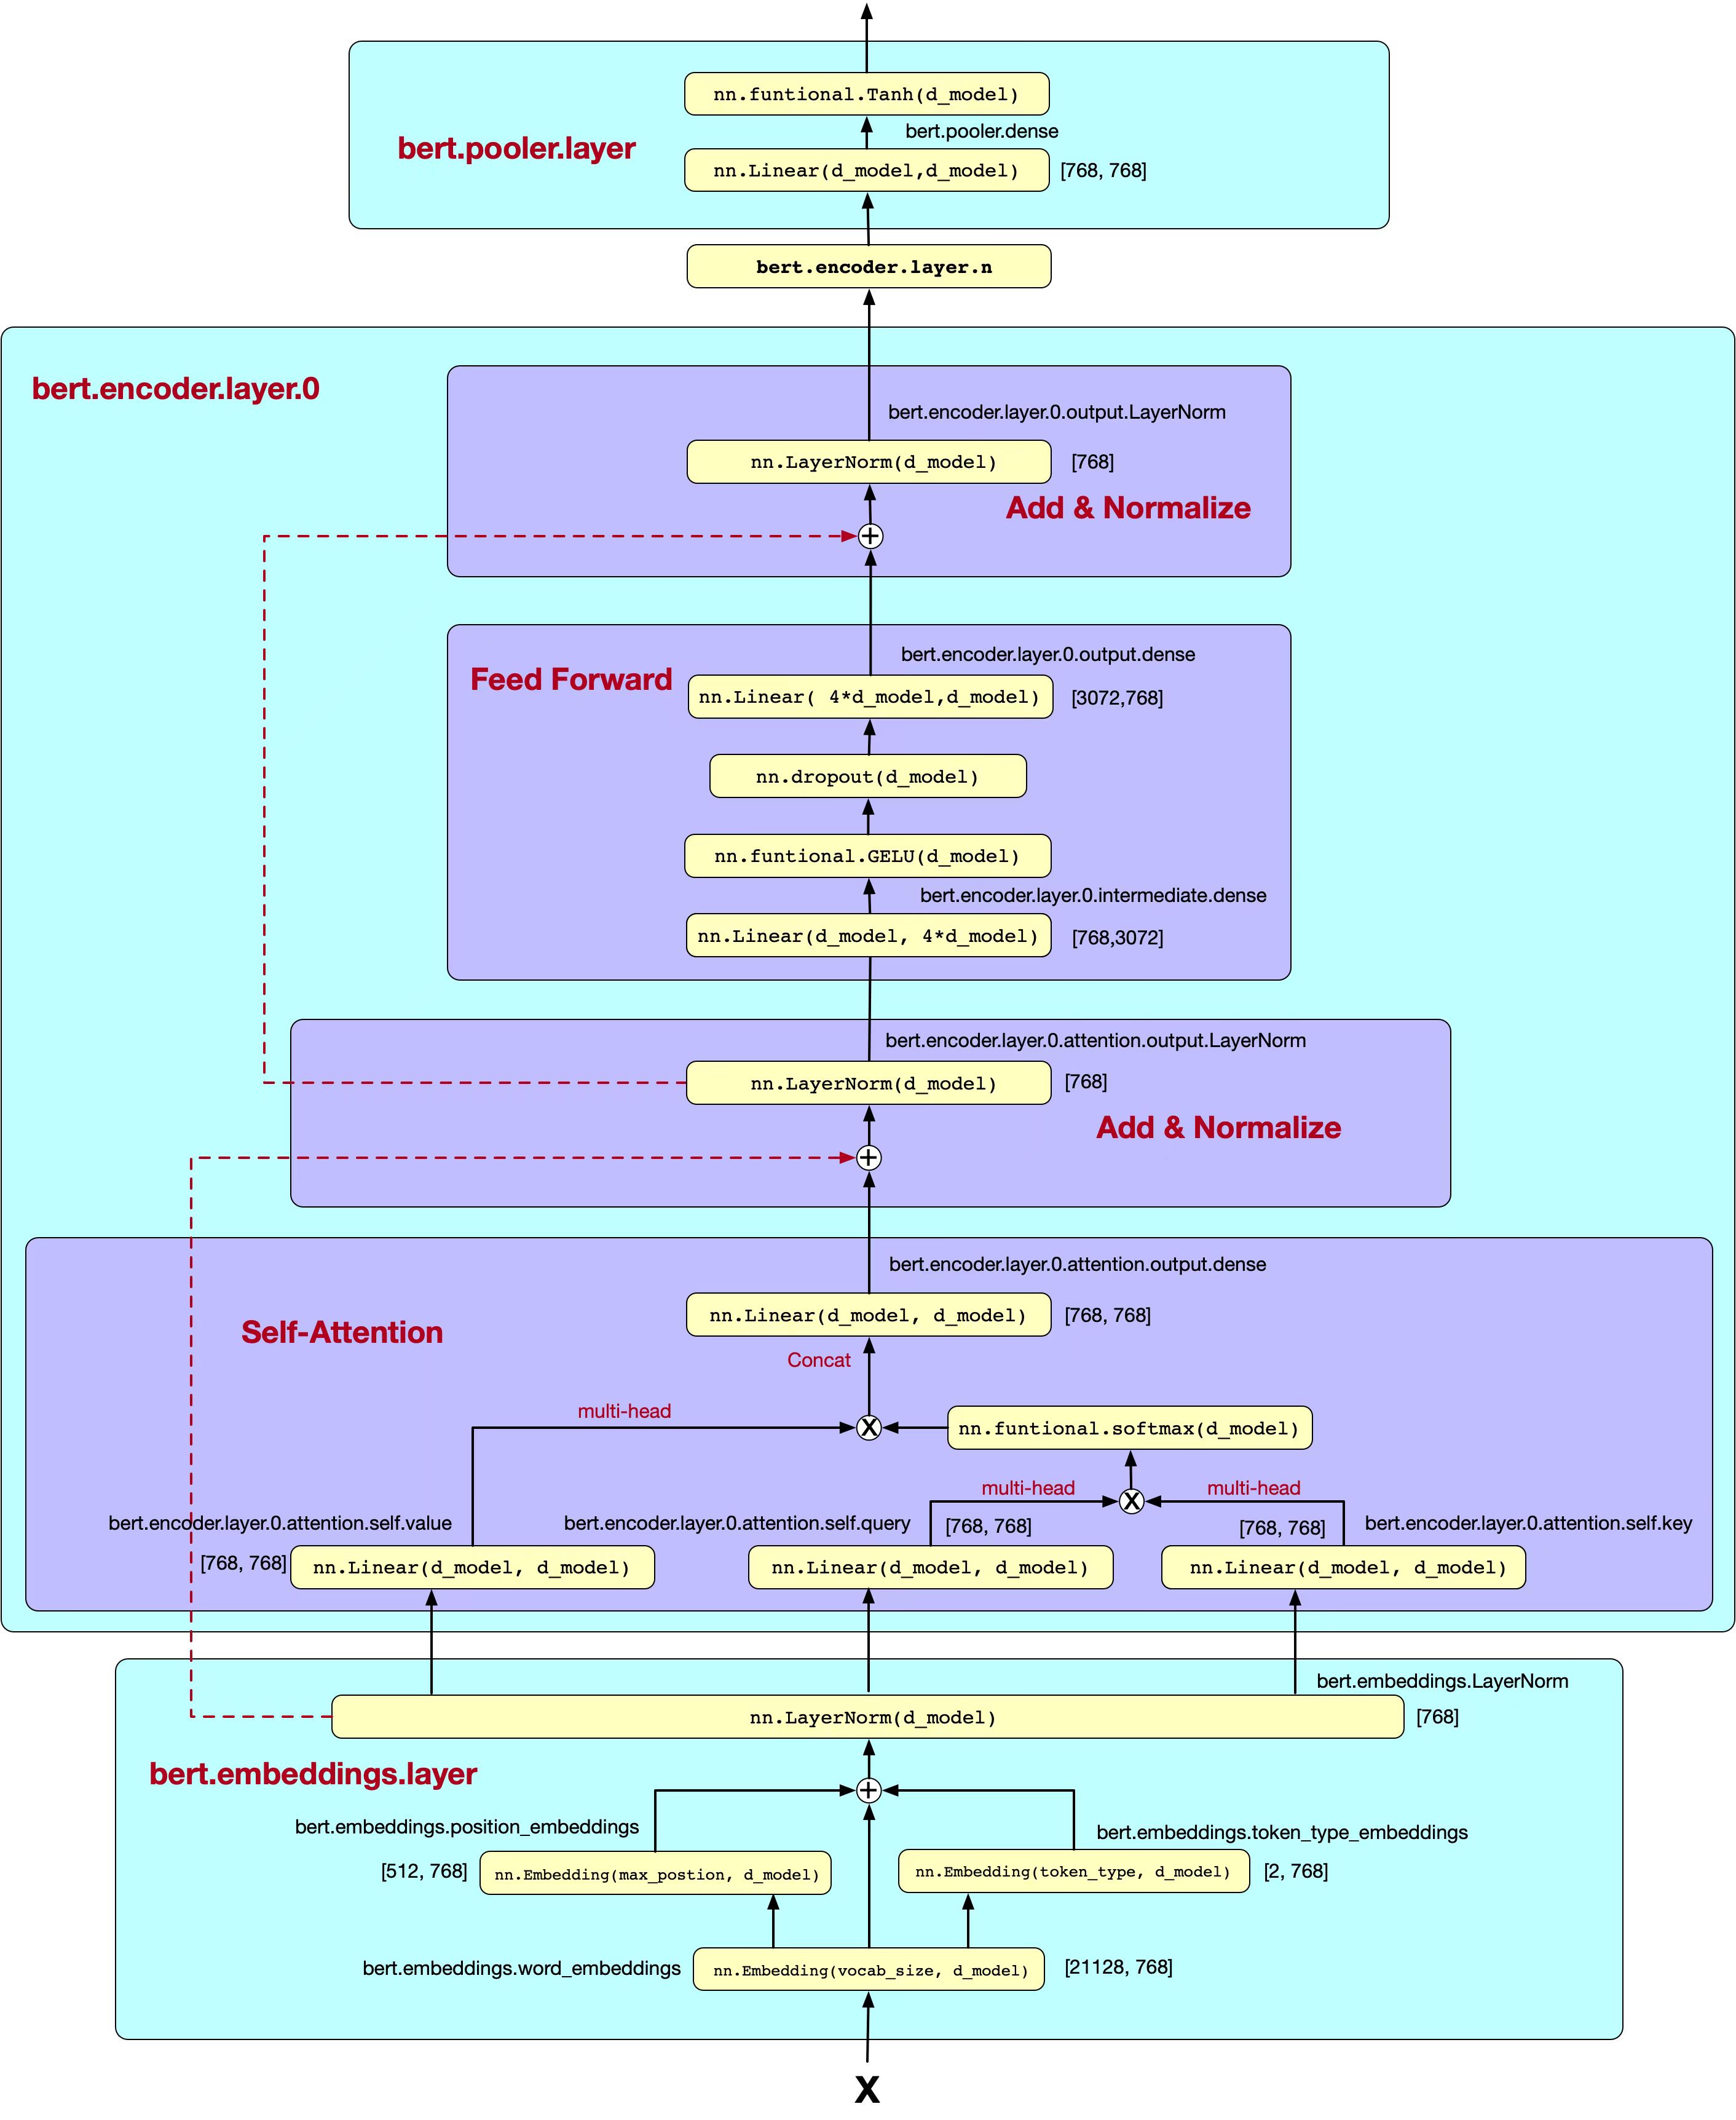 nn.funtional.Tanh(d_model)
bert.pooler.dense
bert.pooler.layer
nn.Linear(d_model,d_model)
[768, 768]
bert.encoder.layer.n
bert.encoder.layer.0
bert.encoder.layer.0.output.LayerNorm
nn.LayerNorm(d_model)
[768]
Add & Normalize
+
bert.encoder.layer.0.output.dense
Feed Forward
nn.Linear( 4*d_model,d_model)
[3072,768]
nn.dropout(d_model)
nn.funtional.GELU(d_model)
bert.encoder.layer.0.intermediate.dense
nn.Linear(d_model, 4*d_model)
[768,3072]
bert.encoder.layer.0.attention.output.LayerNorm
nn.LayerNorm(d_model)
[768]
Add & Normalize
+
bert.encoder.layer.0.attention.output.dense
nn.Linear(d_model, d_model)
[768, 768]
Self-Attention
Concat
multi-head
X
nn.funtional.softmax(d_model)
multi-head
X
multi-head
bert.encoder.layer.0.attention.self.value
bert.encoder.layer.0.attention.self.query
[768, 768]
[768, 768]
bert.encoder.layer.0.attention.self.key
[768, 768]
nn.Linear(d_model, d_model)
nn.Linear(d_model, d_model)
nn.Linear(d_model, d_model)
bert.embeddings.LayerNorm
nn.LayerNorm(d_model)
[768]
bert.embeddings.layer
+
bert.embeddings.position_embeddings
bert.embeddings.token_type_embeddings
[512, 768]
nn.Embedding(max_postion, d_model)
nn.Embedding(token_type, d_model)
[2, 768]
bert.embeddings.word_embeddings
nn.Embedding(vocab_size, d_model)
[21128, 768]
X